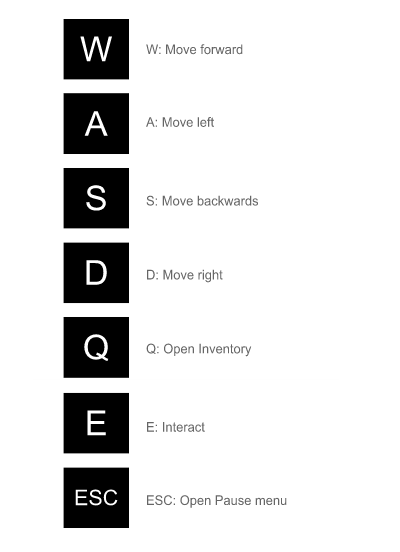 W
W: Move forward
A
A: Move left
S
S: Move backwards
D
D: Move right
Q
Q: Open Inventory
E
E: Interact
ESC
ESC: Open Pause menu